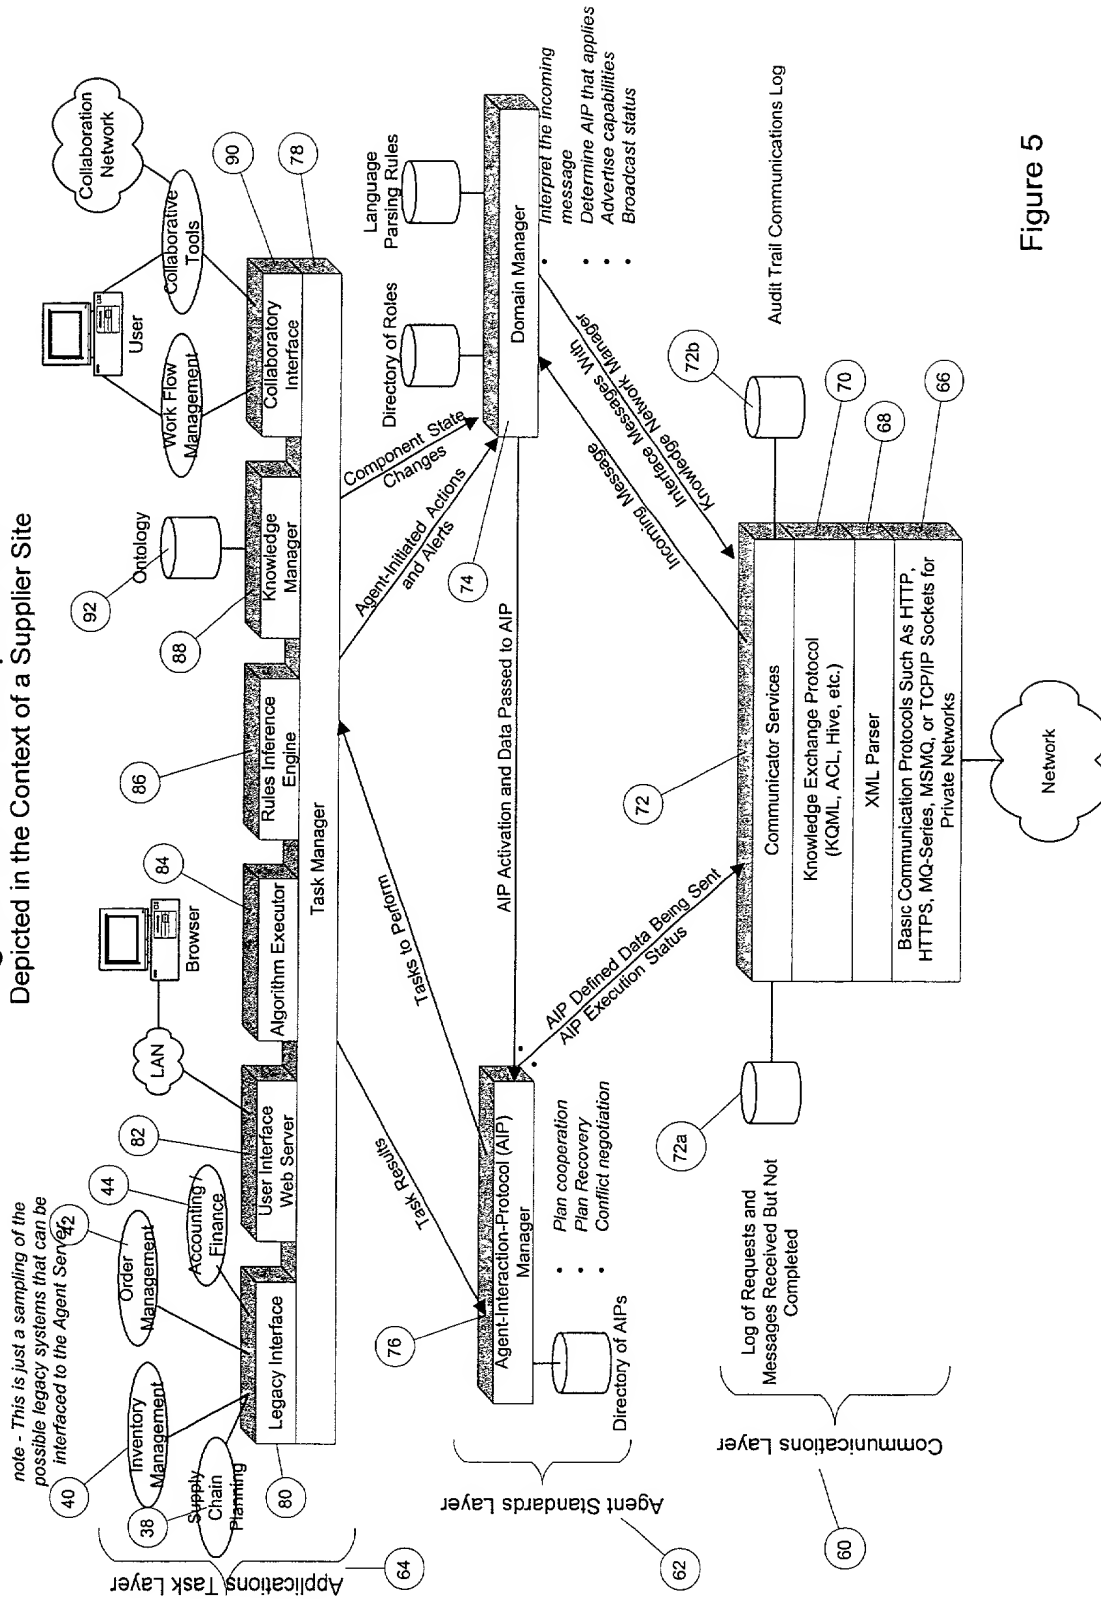 Depicted in the Context of a Supplier Site
note - This is just a sampling of the
possible legacy systems that can be
interfaced to the Agent Server
42
44
40
38
Order
Management
Inventory
Management
Supply
Chain
Planning
Accounting /
Finance
LAN
Browser
User
Work Flow
Management
Collaborative
Tools
Collaboration
Network
Ontology
92
80
82
84
86
88
90
78
Legacy Interface
User Interface
Web Server
Algorithm Executor
Rules Inference
Engine
Knowledge
Manager
Collaboratory
Interface
Task Manager
Applications Task Layer
64
Task Results
Tasks to Perform
Agent-Initiated Actions
and Alerts
Component State
Changes
Directory of Roles
Language
Parsing Rules
76
74
Agent-Interaction-Protocol (AIP)
Manager
Domain Manager
Directory of AIPs
• Plan cooperation
• Plan Recovery
• Conflict negotiation
AIP Activation and Data Passed to AIP
• Interpret the incoming
message
• Determine AIP that applies
• Advertise capabilities
• Broadcast status
Agent Standards Layer
62
• AIP Defined Data Being Sent
• AIP Execution Status
Incoming Message
Interface Messages With
Knowledge Network Manager
72
72a
72b
Log of Requests and
Messages Received But Not
Completed
Audit Trail Communications Log
Communicator Services
Knowledge Exchange Protocol
(KQML, ACL, Hive, etc.)
XML Parser
Basic Communication Protocols Such As HTTP,
HTTPS, MQ-Series, MSMQ, or TCP/IP Sockets for
Private Networks
70
68
66
Communications Layer
60
Network
Figure 5